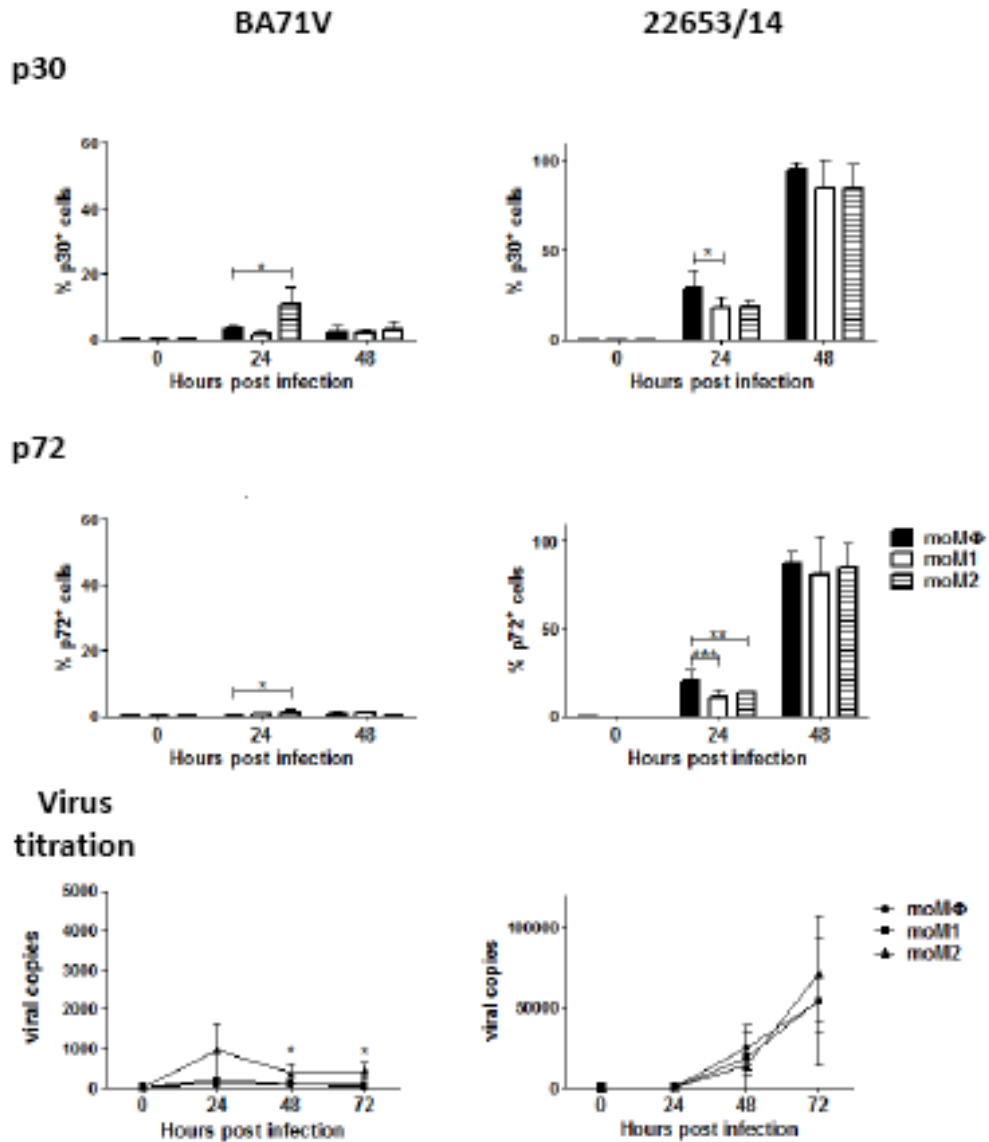 BA71V 22653/14
p30
60
40
20
0
% p30⁺ cells
*
0 24 48
Hours post infection
100
50
0
% p30⁺ cells
*
0 24 48
Hours post infection
p72
60
40
20
0
% p72⁺ cells
*
0 24 48
Hours post infection
100
50
0
% p72⁺ cells
**
***
0 24 48
Hours post infection
moMΦ
moM1
moM2
Virus
titration
5000
4000
3000
2000
1000
0
viral copies
* *
0 24 48 72
Hours post infection
100000
50000
0
viral copies
0 24 48 72
Hours post infection
moMΦ
moM1
moM2